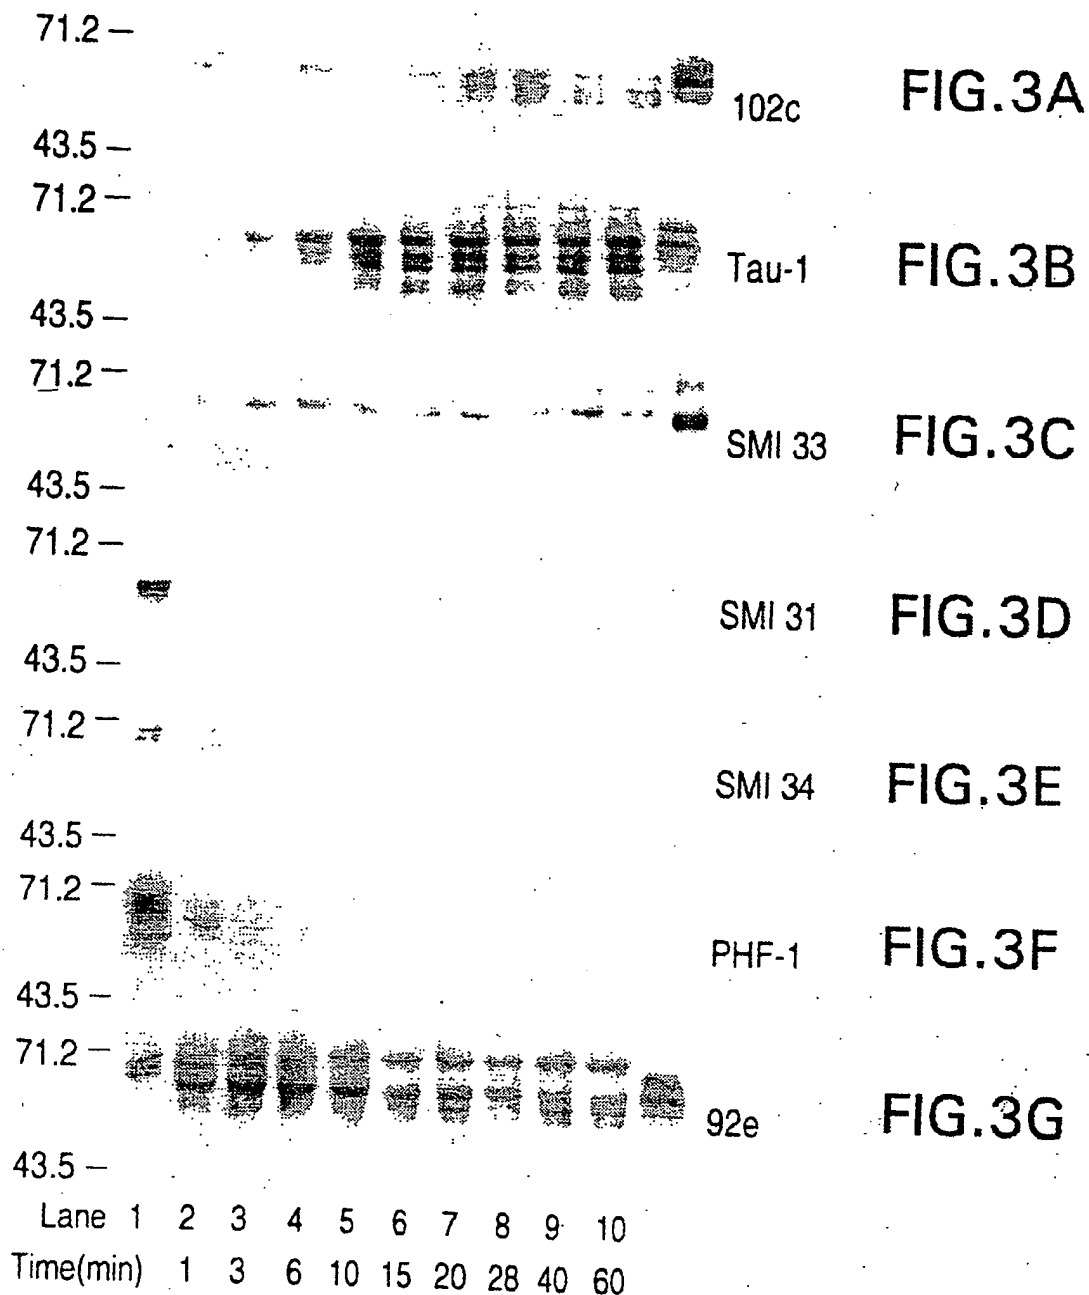 71.2
102c FIG.3A
43.5
71.2
Tau-1 FIG.3B
43.5
71.2
SMI 33 FIG.3C
43.5
71.2
SMI 31 FIG.3D
43.5
71.2
SMI 34 FIG.3E
43.5
71.2
PHF-1 FIG.3F
43.5
71.2
92e FIG.3G
43.5
Lane 1 2 3 4 5 6 7 8 9 10
Time(min) 1 3 6 10 15 20 28 40 60